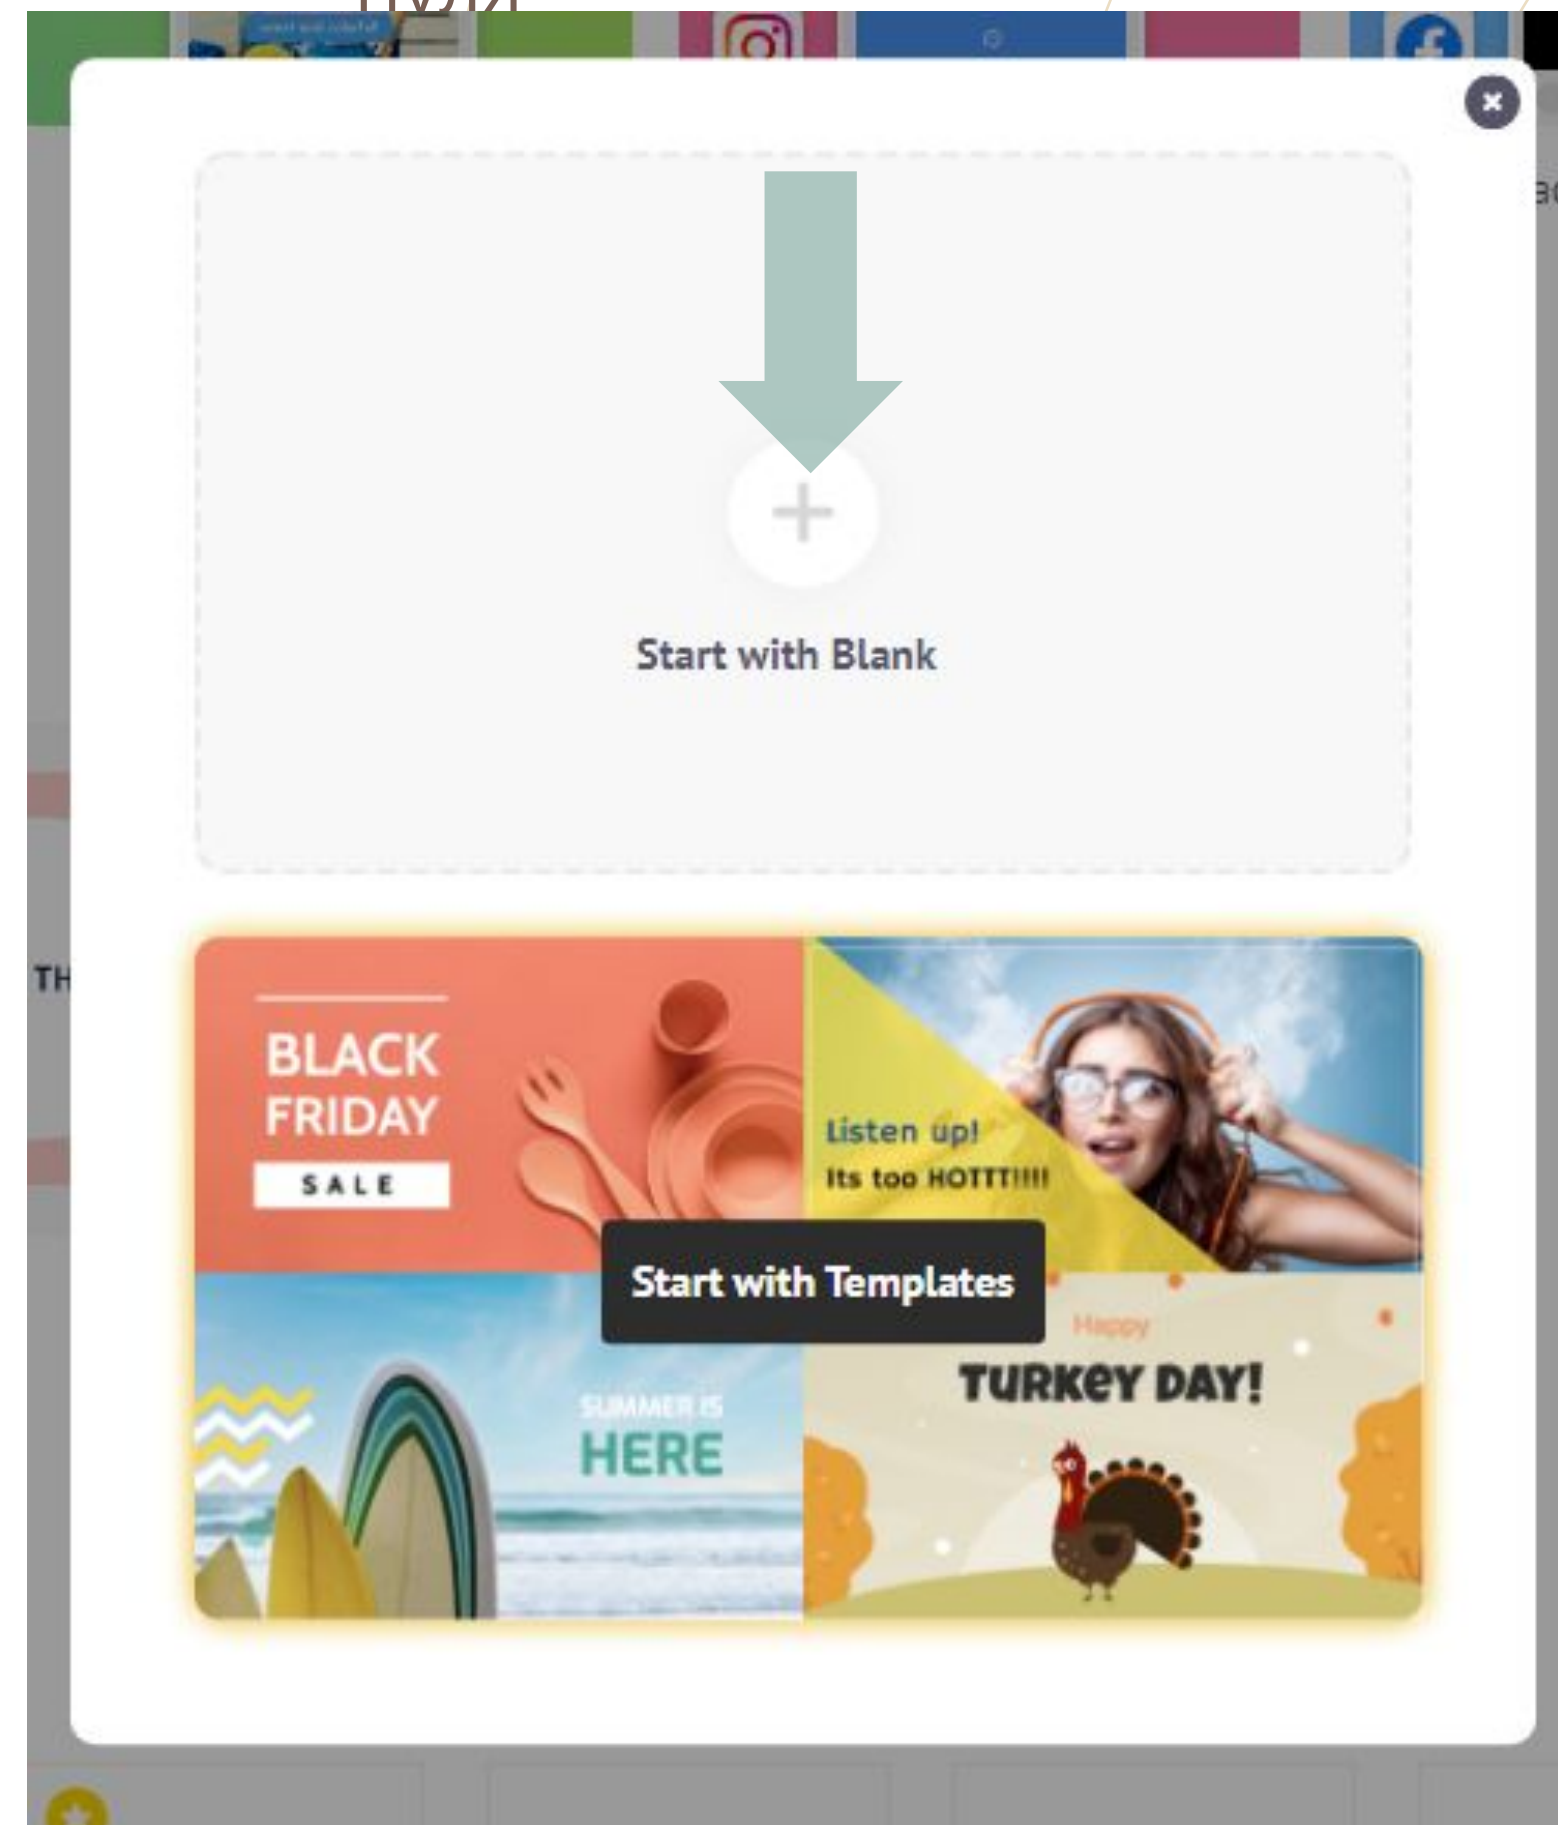 Start with Blank
TH
BLACK
FRIDAY
SALE
Listen up!
Its too HOTTT!!!!
Start with Templates
SUMMER IS
HERE
Happy
TURKEY DAY!